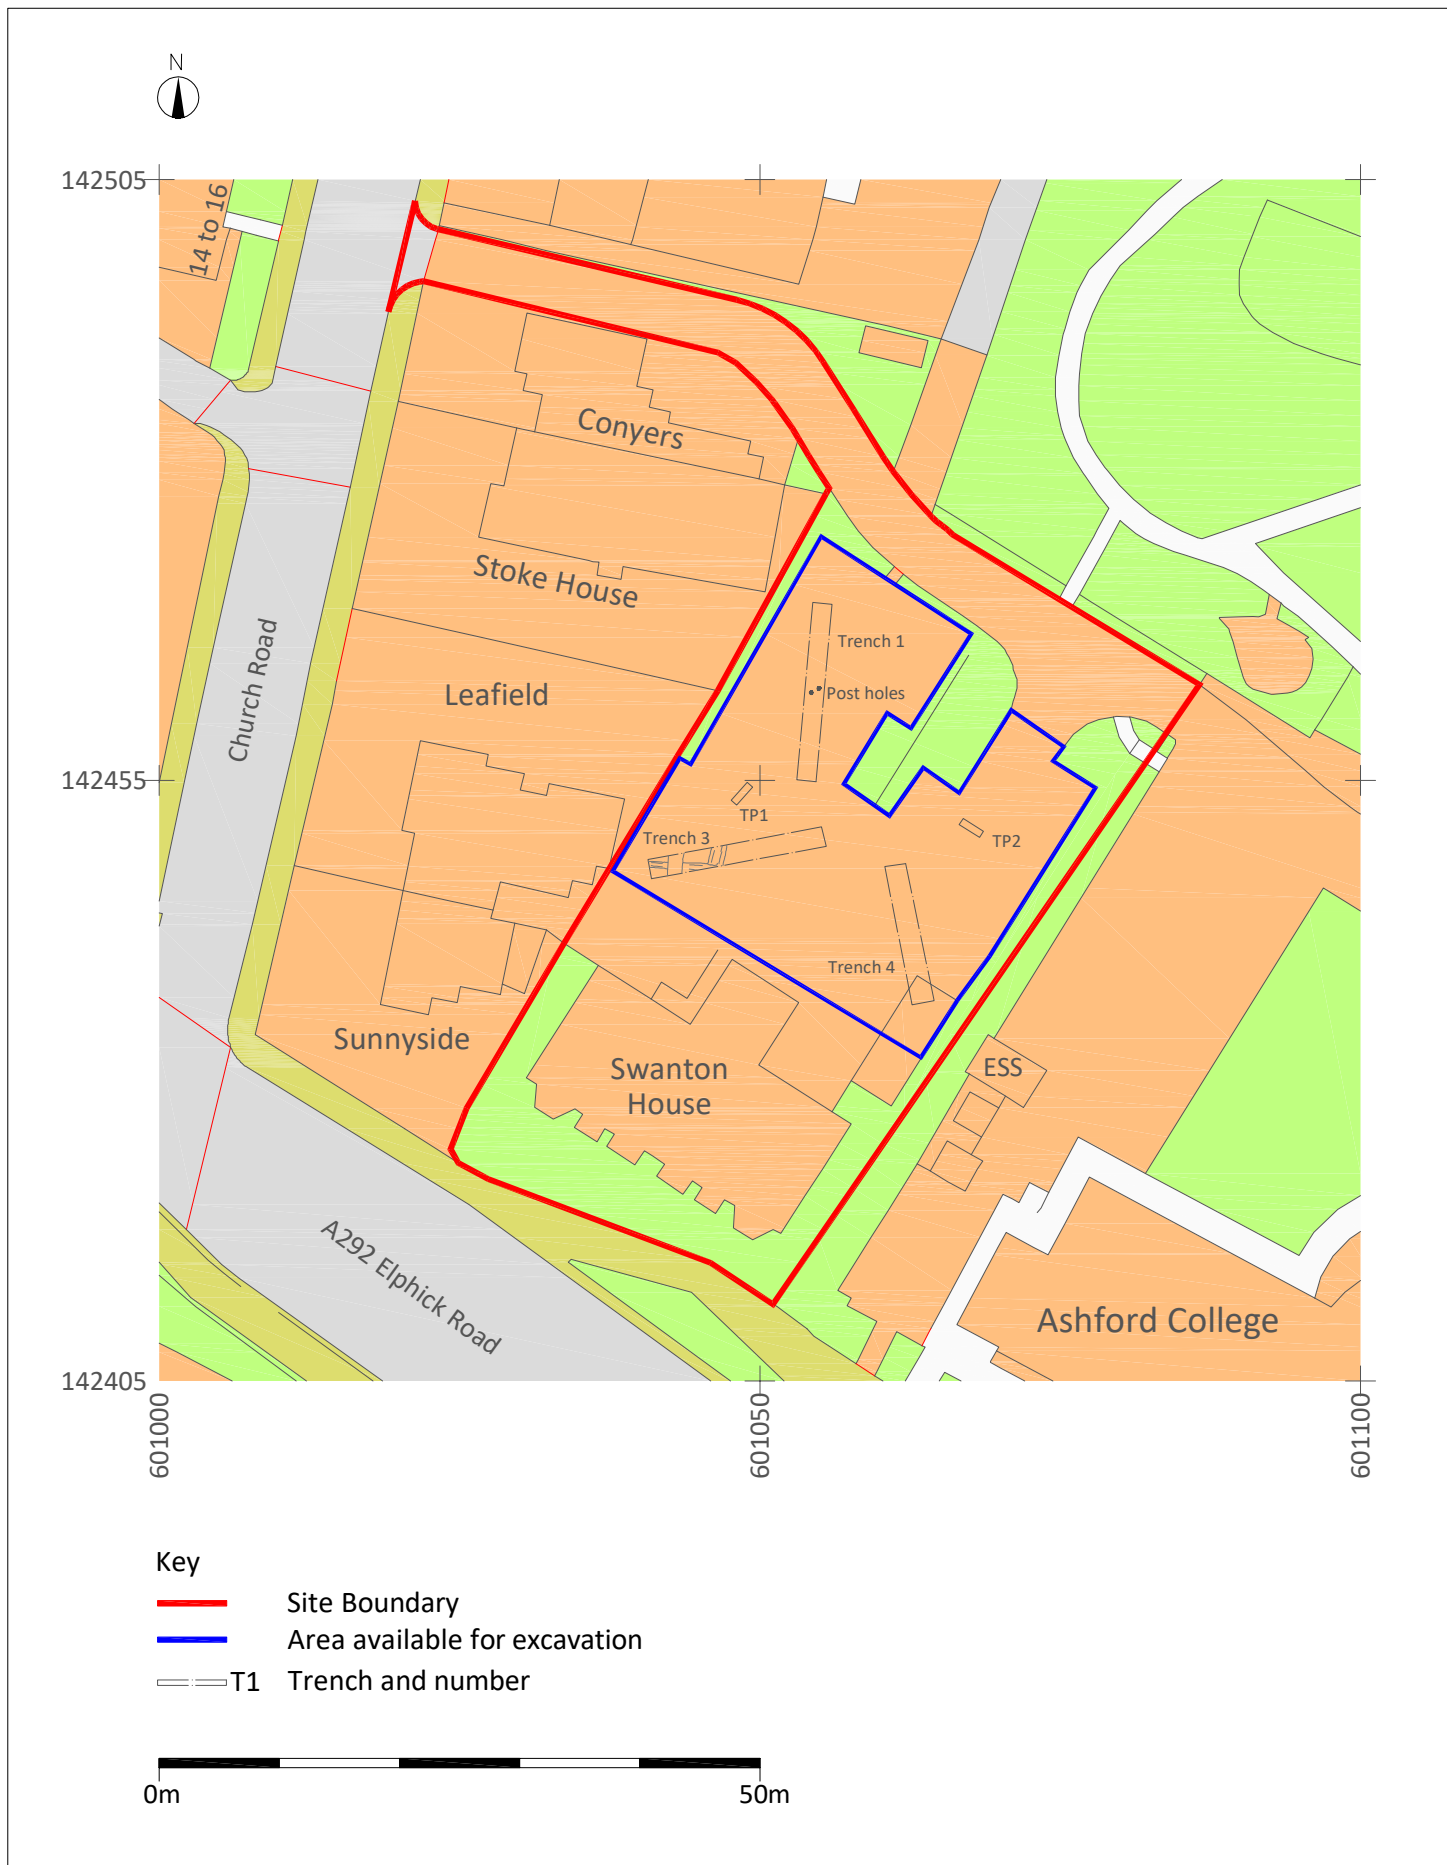 N
142505
14 to 16
Conyers
Stoke House
Church Road
Leafield
Trench 1
Post holes
142455
TP1
Trench 3
TP2
Trench 4
Sunnyside
Swanton
House
ESS
A292 Elphick Road
Ashford College
142405
601000
601050
601100
Key
Site Boundary
Area available for excavation
T1 Trench and number
0m 50m